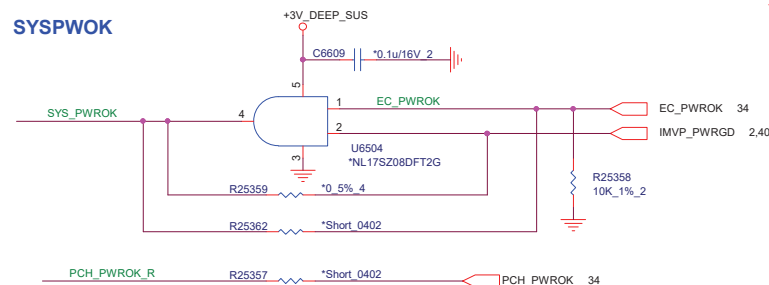 +3V_DEEP_SUS
SYSPWOK
C6609 *0.1u/16V_2
5
SYS_PWROK 4 1 EC_PWROK EC_PWROK 34
2 IMVP_PWRGD 2,40
3 U6504
*NL17SZ08DFT2G
R25358
10K_1%_2
R25359 *0_5%_4
R25362 *Short_0402
PCH_PWROK_R R25357 *Short_0402 PCH_PWROK 34